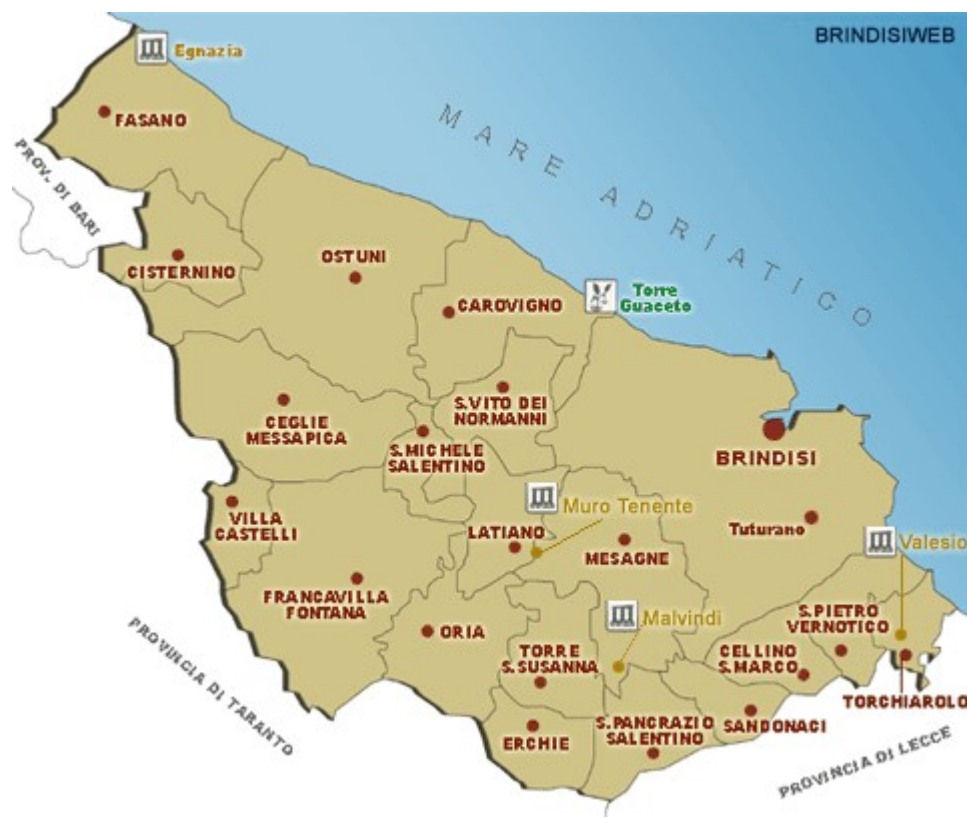 BRINDISIWEB
Egnazia
FASANO
MARE ADRIATICO
PROV. DI BARI
CISTERNINO
OSTUNI
CAROVIGNO
Torre
Guaceto
CEGLIE
MESSAPICA
S.VITO DEI
NORMANNI
S.MICHELE
SALENTINO
BRINDISI
VILLA
CASTELLI
Muro Tenente
LATIANO
MESAGNE
Tuturano
Valesio
FRANCAVILLA
FONTANA
ORIA
Malvindi
S.PIETRO
VERNOTICO
TORRE
S.SUSANNA
CELLINO
S.MARCO
TORCHIAROLO
PROVINCIA DI TARANTO
ERCHIE
S.PANCRAZIO
SALENTINO
SANDONACI
PROVINCIA DI LECCE